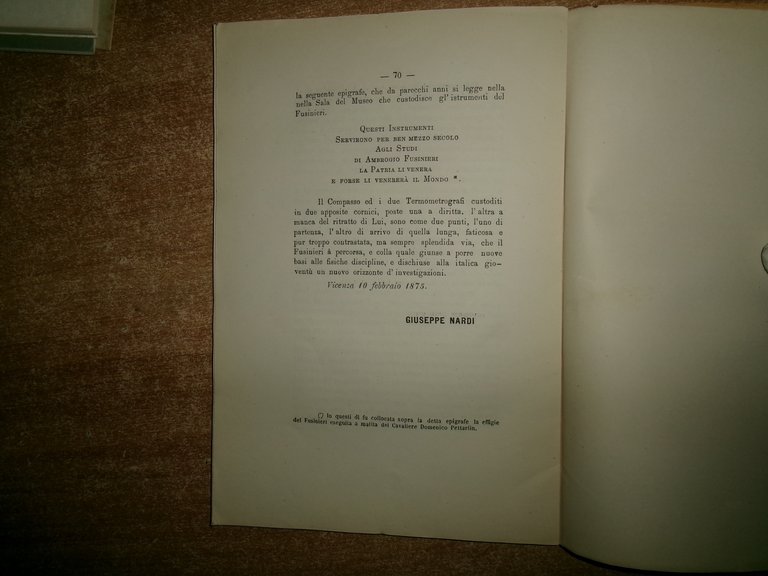 — 70 —
la seguente epigrafe, che da parecchi anni si legge nella
nella Sala del Museo che custodisce gl' istrumenti del
Fusinieri.
QUESTI INSTRUMENTI
SERVIRONO PER BEN MEZZO SECOLO
AGLI STUDI
DI AMBROGIO FUSINIERI
LA PATRIA LI VENERA
E FORSE LI VENERERÀ IL MONDO *.
Il Compasso ed i due Termometrografi custoditi
in due apposite cornici, poste una a diritta, l' altra a
manca del ritratto di Lui, sono come due punti, l'uno di
partenza, l' altro di arrivo di quella lunga, faticosa e
pur troppo contrastata, ma sempre splendida via, che il
Fusinieri à percorsa, e colla quale giunse a porre nuove
basi alle fisiche discipline, e dischiuse alla italica gio-
ventù un nuovo orizzonte d' investigazioni.
Vicenza 10 febbraio 1875.
GIUSEPPE NARDI
(*) In questi dì fu collocata sopra la detta epigrafe la effigie
del Fusinieri eseguita a matita dal Cavaliere Domenico Pettarlin.